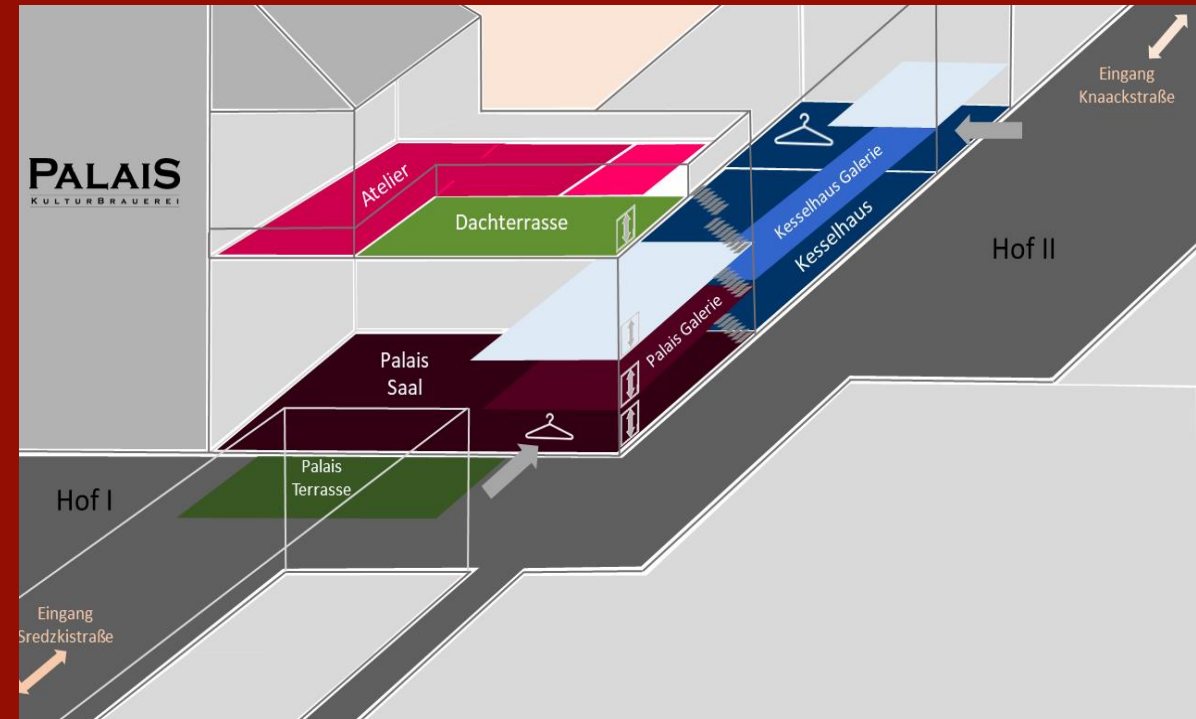 PALAIS
KULTURBRAUEREI
Eingang
Knaackstraße
Atelier
Dachterrasse
Kesselhaus Galerie
Kesselhaus
Hof II
Palais Galerie
Palais
Saal
Palais
Terrasse
Hof I
Eingang
Sredzkistraße